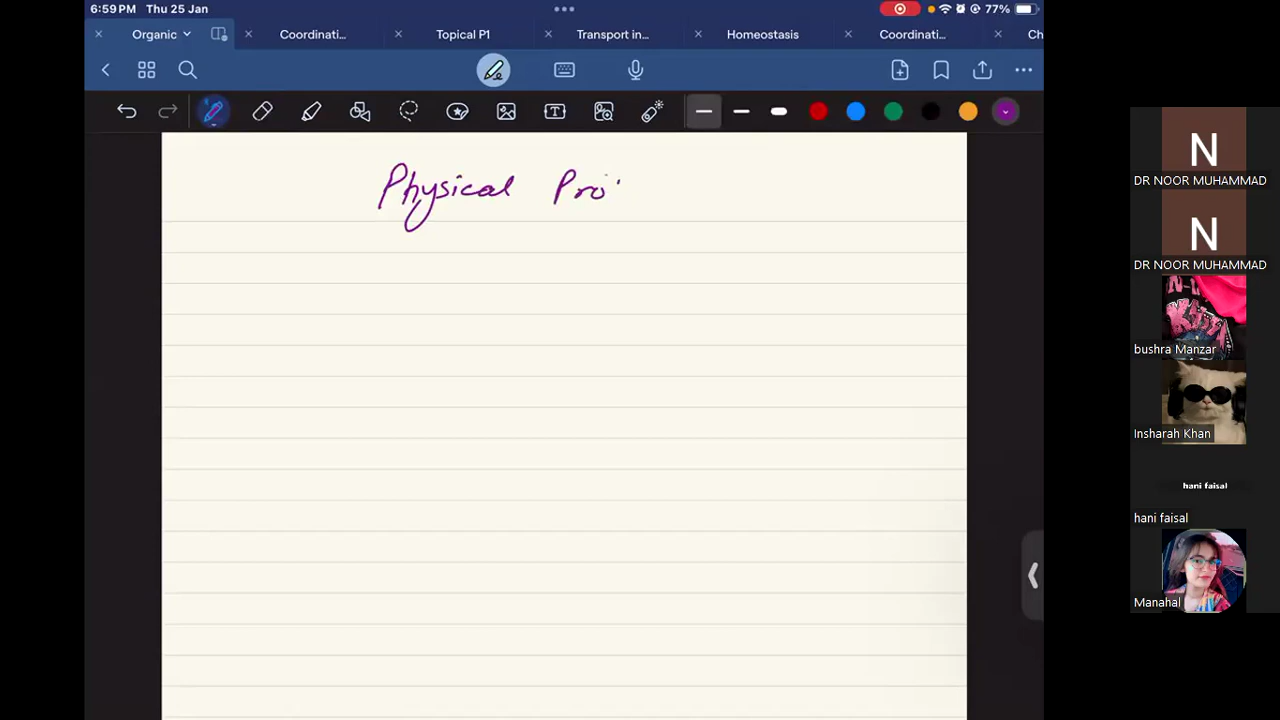 6:59 PM Thu 25 Jan
77%
Organic
Coordinati...
Topical P1
Transport in...
Homeostasis
Coordinati...
Ch
T
Physical Pro
N
DR NOOR MUHAMMAD
N
DR NOOR MUHAMMAD
bushra Manzar
Insharah Khan
hani faisal
hani faisal
Manahal